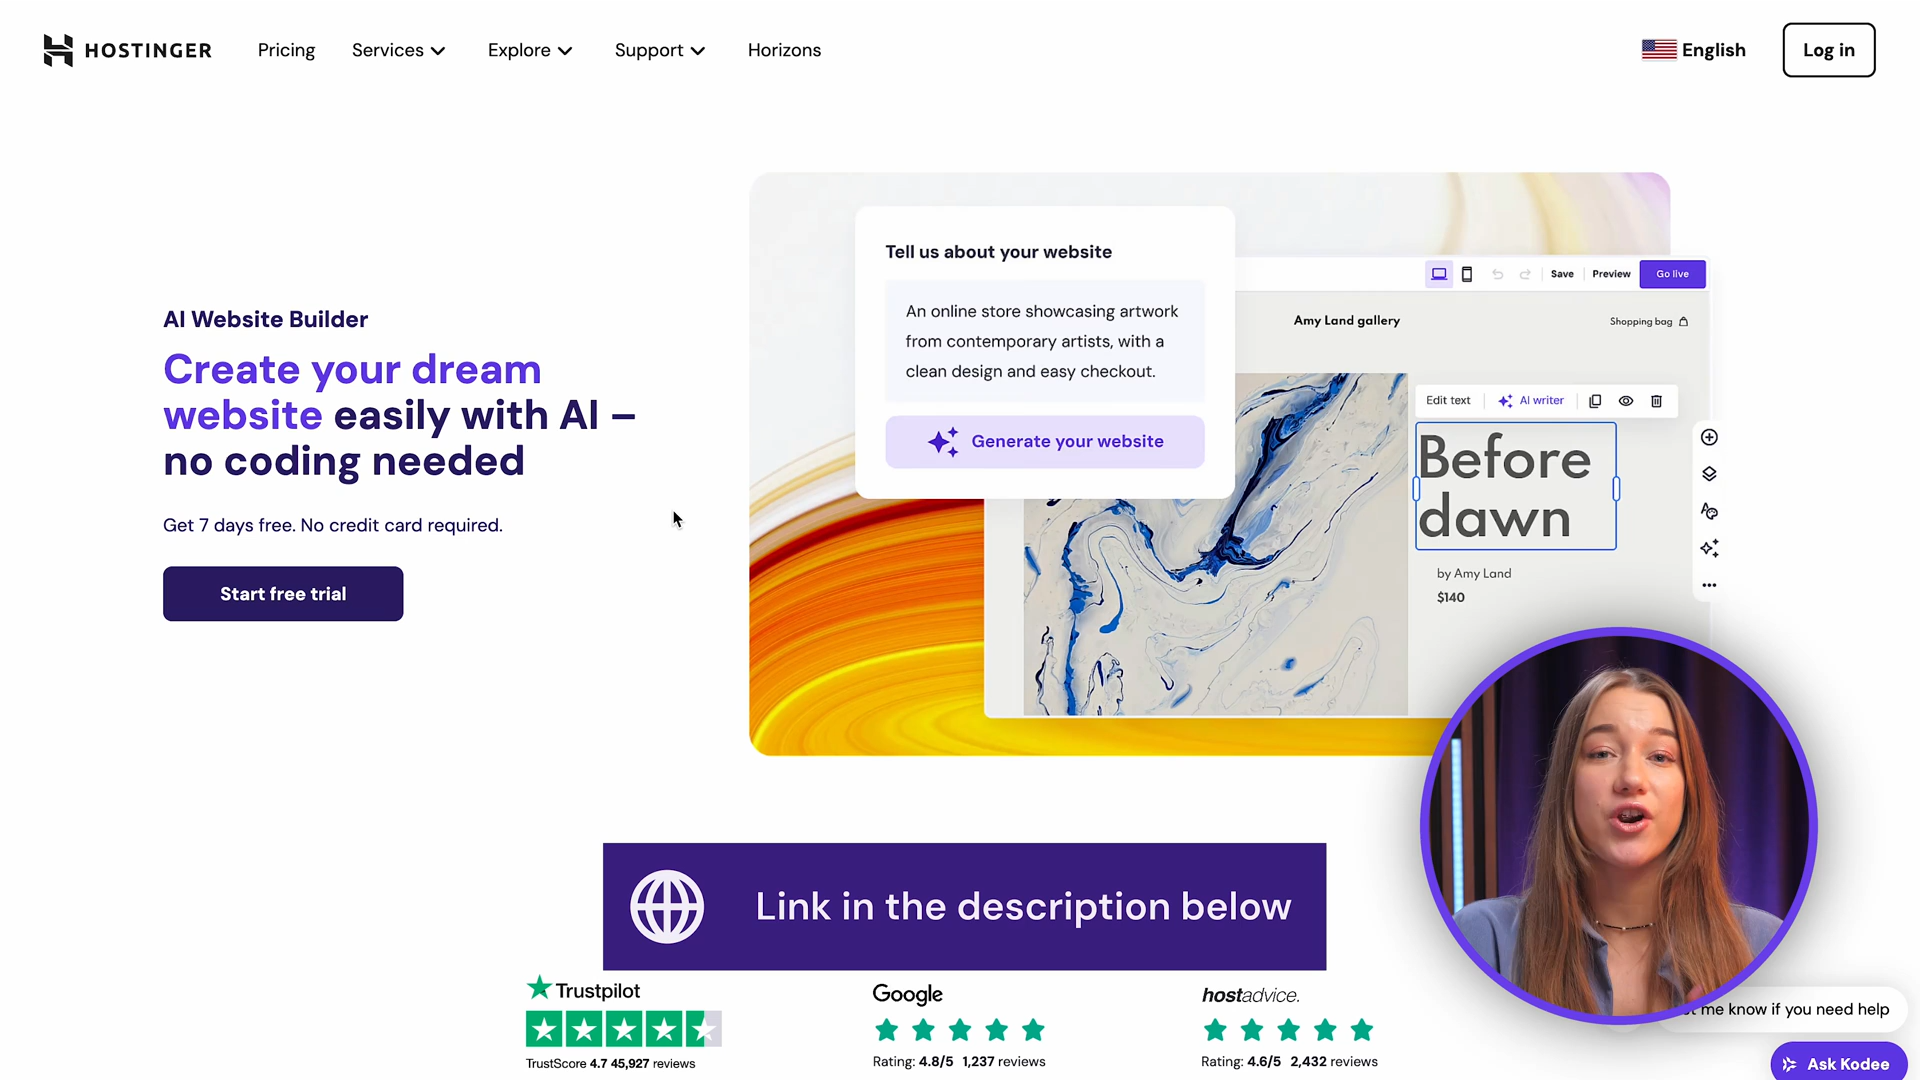 HOSTINGER
Pricing
Services
Explore
Support
Horizons
English
Log in
AI Website Builder
Create your dream
website easily with AI –
no coding needed
Get 7 days free. No credit card required.
Start free trial
Tell us about your website
An online store showcasing artwork
from contemporary artists, with a
clean design and easy checkout.
Generate your website
Save
Preview
Go live
Amy Land gallery
Shopping bag
Edit text
AI writer
Before
dawn
by Amy Land
$140
Link in the description below
Trustpilot
TrustScore 4.7 45,927 reviews
Google
Rating: 4.8/5 1,237 reviews
hostadvice.
Rating: 4.6/5 2,432 reviews
me know if you need help
Ask Kodee